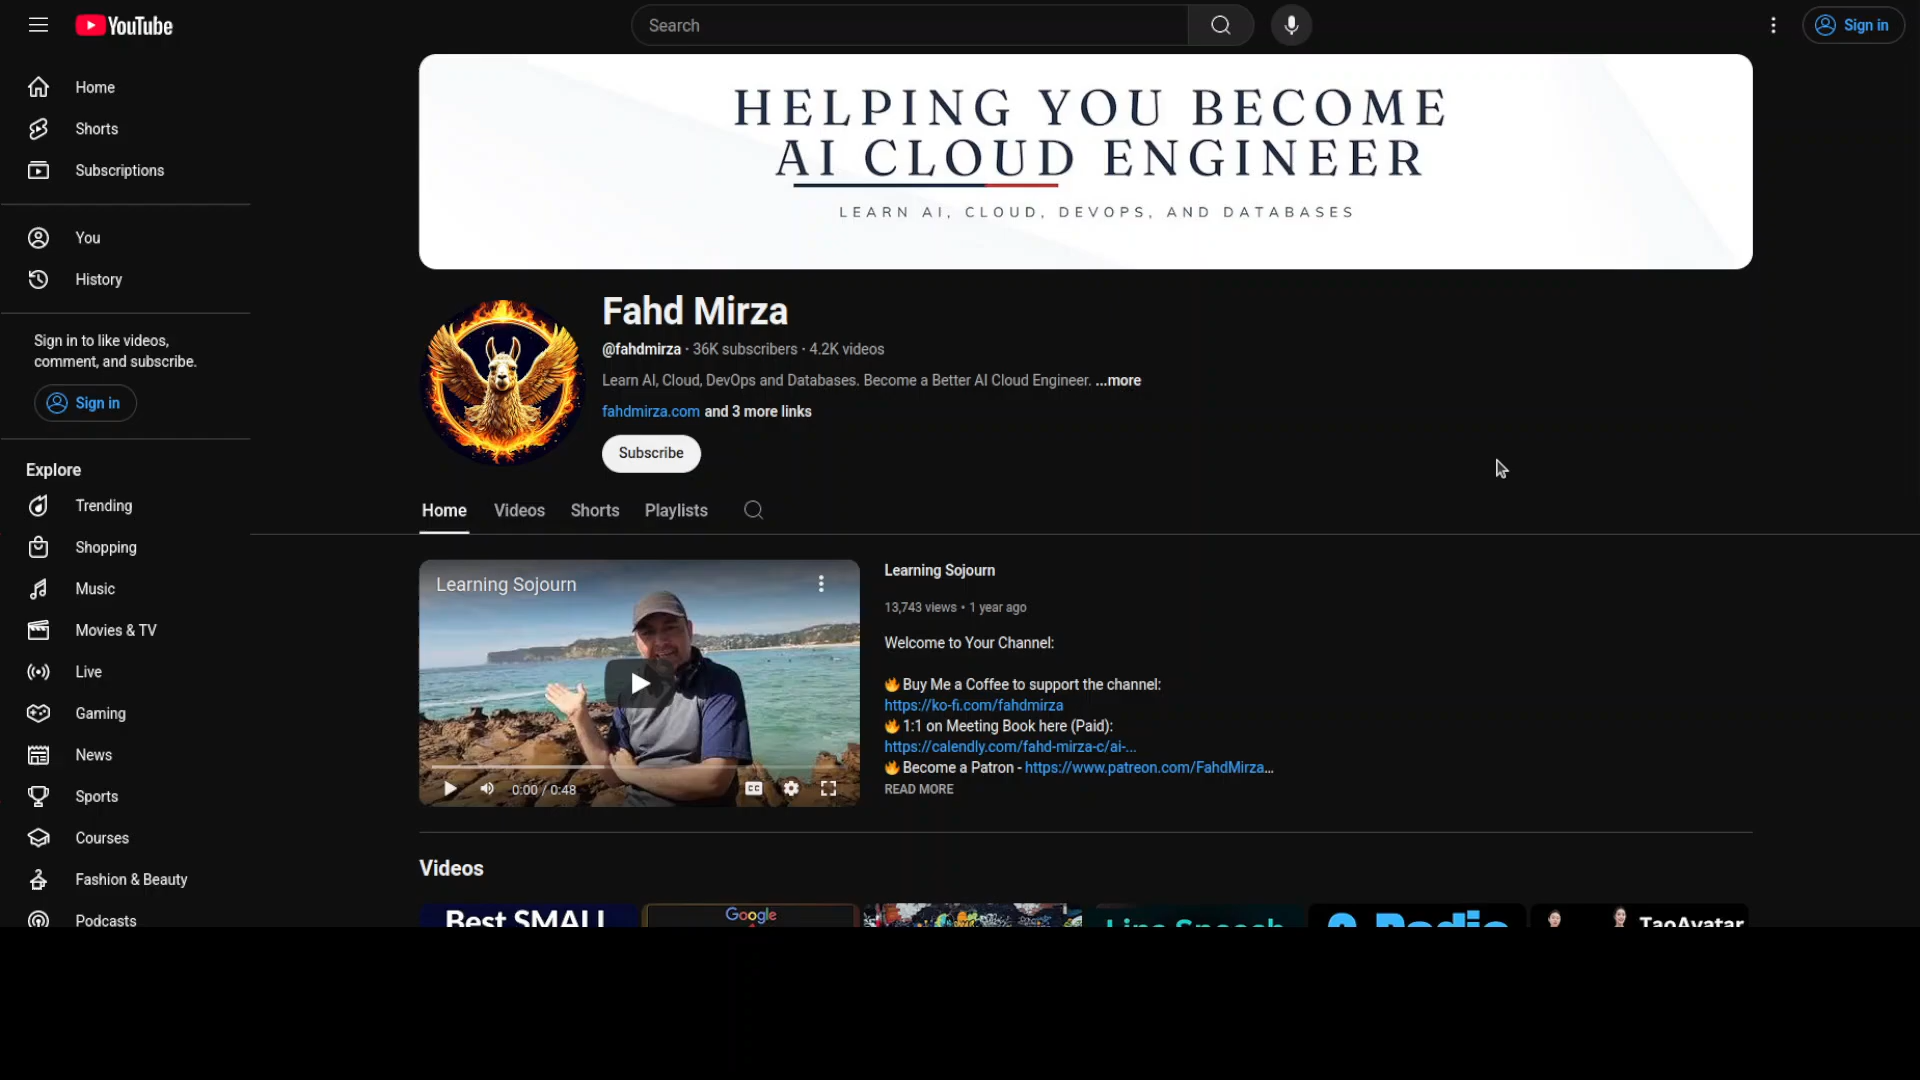 YouTube
Search
Sign in
Home
Shorts
Subscriptions
You
History
Sign in to like videos,
comment, and subscribe.
Sign in
Explore
Trending
Shopping
Music
Movies & TV
Live
Gaming
News
Sports
Courses
Fashion & Beauty
Podcasts
HELPING YOU BECOME
AI CLOUD ENGINEER
LEARN AI, CLOUD, DEVOPS, AND DATABASES
Fahd Mirza
@fahdmirza · 36K subscribers · 4.2K videos
Learn AI, Cloud, DevOps and Databases. Become a Better AI Cloud Engineer. ...more
fahdmirza.com and 3 more links
Subscribe
Home Videos Shorts Playlists
Learning Sojourn
0:00 / 0:48
CC
Learning Sojourn
13,743 views • 1 year ago
Welcome to Your Channel:
🔥Buy Me a Coffee to support the channel:
https://ko-fi.com/fahdmirza
🔥1:1 on Meeting Book here (Paid):
https://calendly.com/fahd-mirza-c/ai-...
🔥Become a Patron - https://www.patreon.com/FahdMirza...
READ MORE
Videos
Best SMALL
Google
TaoAvatar